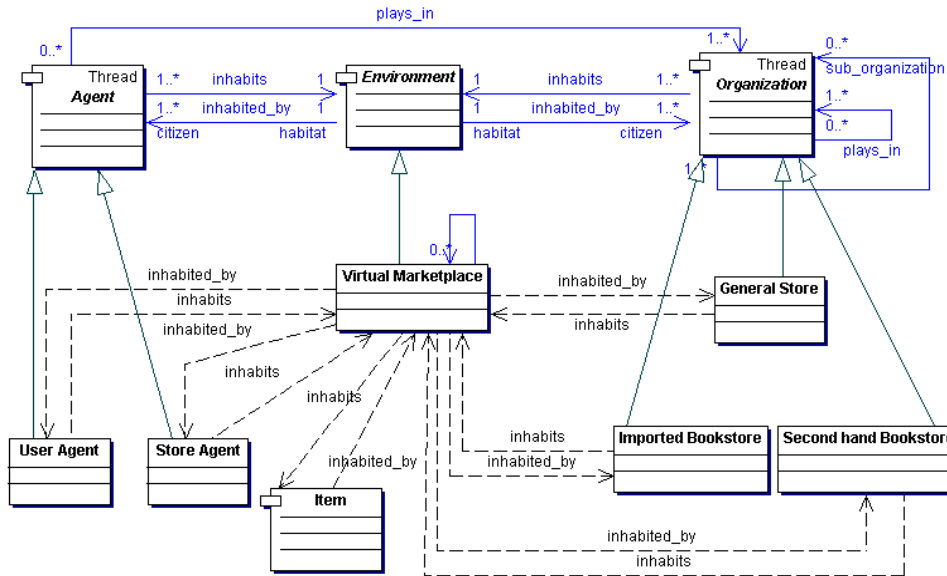 plays_in
0..*
1..*
0..*
Thread
Agent
1..*
inhabits
1
Environment
1
inhabits
1..*
Thread
Organization
sub_organization
1..*
inhabited_by
1
1
inhabited_by
1..*
1..*
0..*
citizen
habitat
habitat
citizen
plays_in
1..*
0..*
Virtual Marketplace
General Store
inhabited_by
inhabits
inhabited_by
inhabited_by
inhabits
inhabits
inhabits
User Agent
Store Agent
inhabited_by
Item
inhabits
inhabited_by
Imported Bookstore
Second hand Bookstore
inhabited_by
inhabits